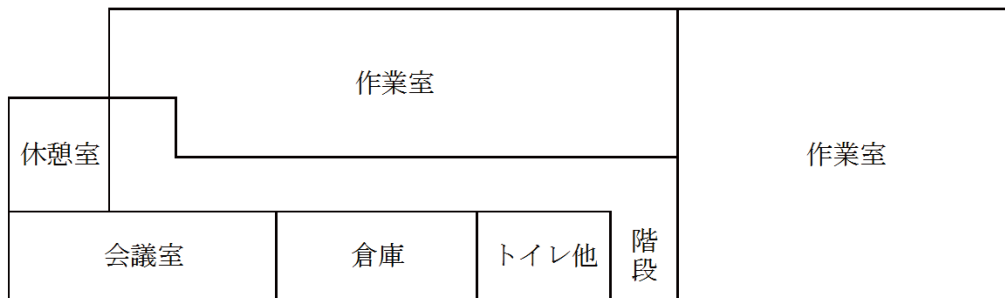 作業室
休憩室
作業室
会議室
倉庫
トイレ他
階段